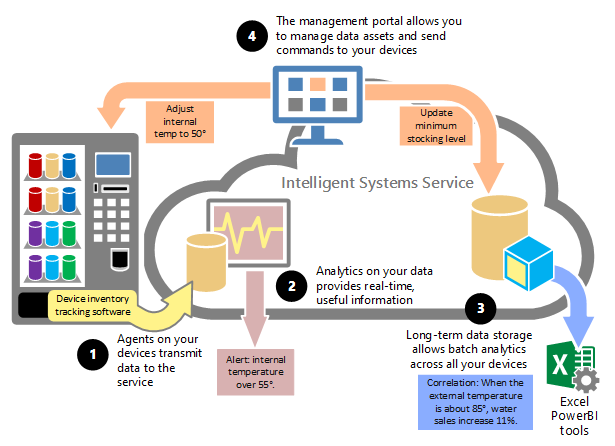 4
The management portal allows you
to manage data assets and send
commands to your devices
Adjust
internal
temp to 50°
Update
minimum
stocking level
Intelligent Systems Service
Device inventory
tracking software
1
Agents on your
devices transmit
data to the
service
2
Analytics on your data
provides real-time,
useful information
Alert: internal
temperature
over 55°.
3
Long-term data storage
allows batch analytics
across all your devices
Correlation: When the
external temperature
is about 85°, water
sales increase 11%.
X
Excel
PowerBI
tools